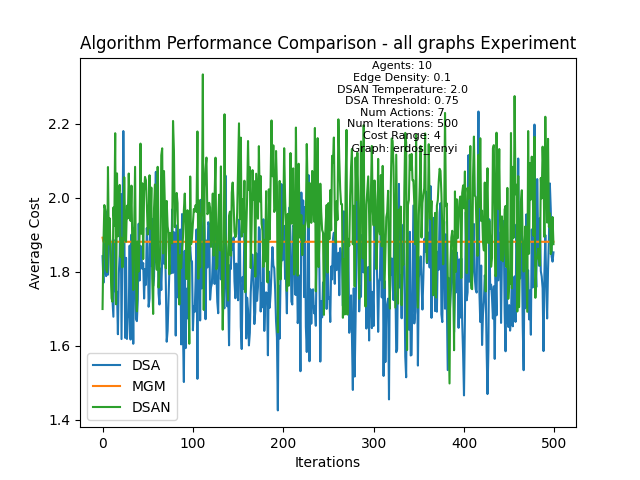 Algorithm Performance Comparison - all graphs Experiment
Agents: 10
Edge Density: 0.1
DSAN Temperature: 2.0
DSA Threshold: 0.75
Num Actions: 7
Num Iterations: 500
Cost Range: 4
Graph: erdos_renyi
Average Cost
2.2
2.0
1.8
1.6
1.4
DSA
MGM
DSAN
0
100
200
300
400
500
Iterations